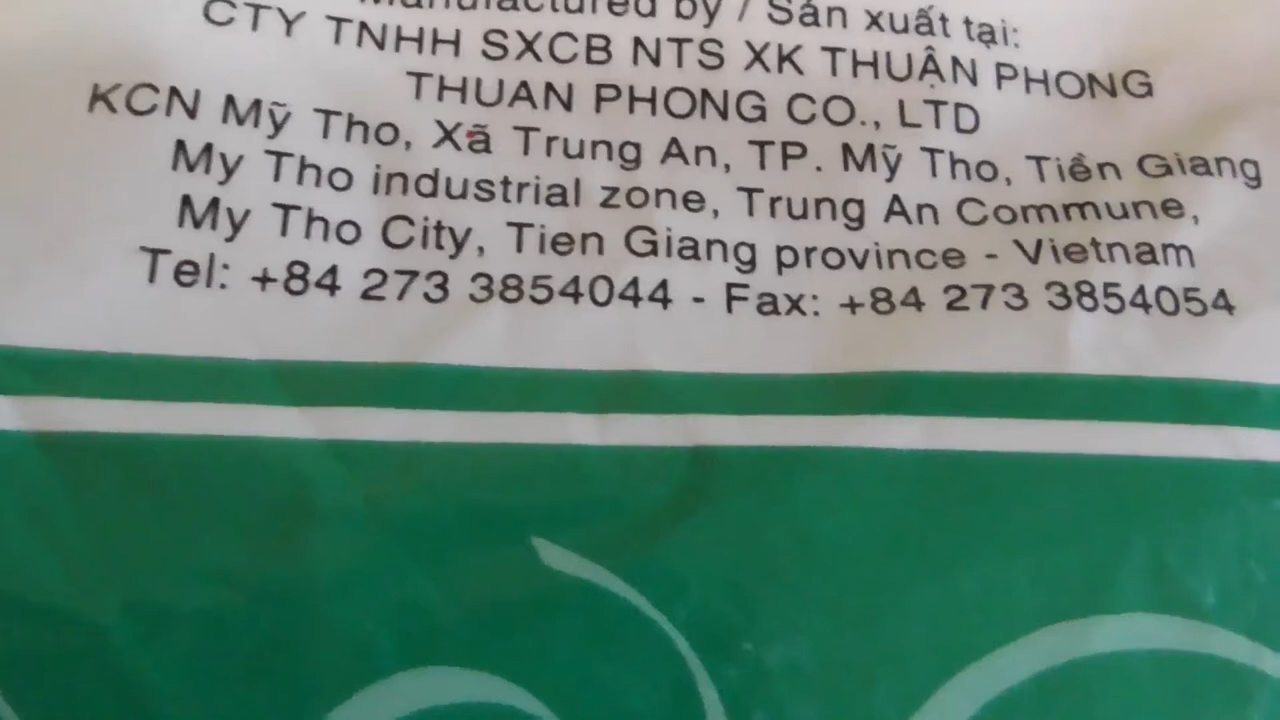 Manufactured by / Sản xuất tại:
CTY TNHH SXCB NTS XK THUẬN PHONG
THUAN PHONG CO., LTD
KCN Mỹ Tho, Xã Trung An, TP. Mỹ Tho, Tiền Giang
My Tho industrial zone, Trung An Commune,
My Tho City, Tien Giang province - Vietnam
Tel: +84 273 3854044 - Fax: +84 273 3854054